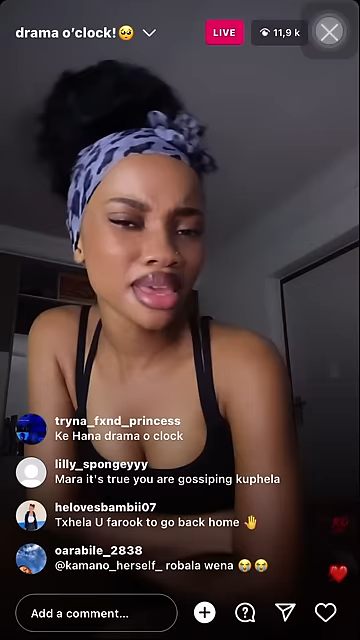 drama o'clock!🥺
LIVE
11,9 k
tryna_fxnd_princess
Ke Hana drama o clock
lilly_spongeyyy
Mara it's true you are gossiping kuphela
helovesbambii07
Txhela U farook to go back home 🤚
oarabile_2838
@kamano_herself_ robala wena 😭😭
Add a comment...